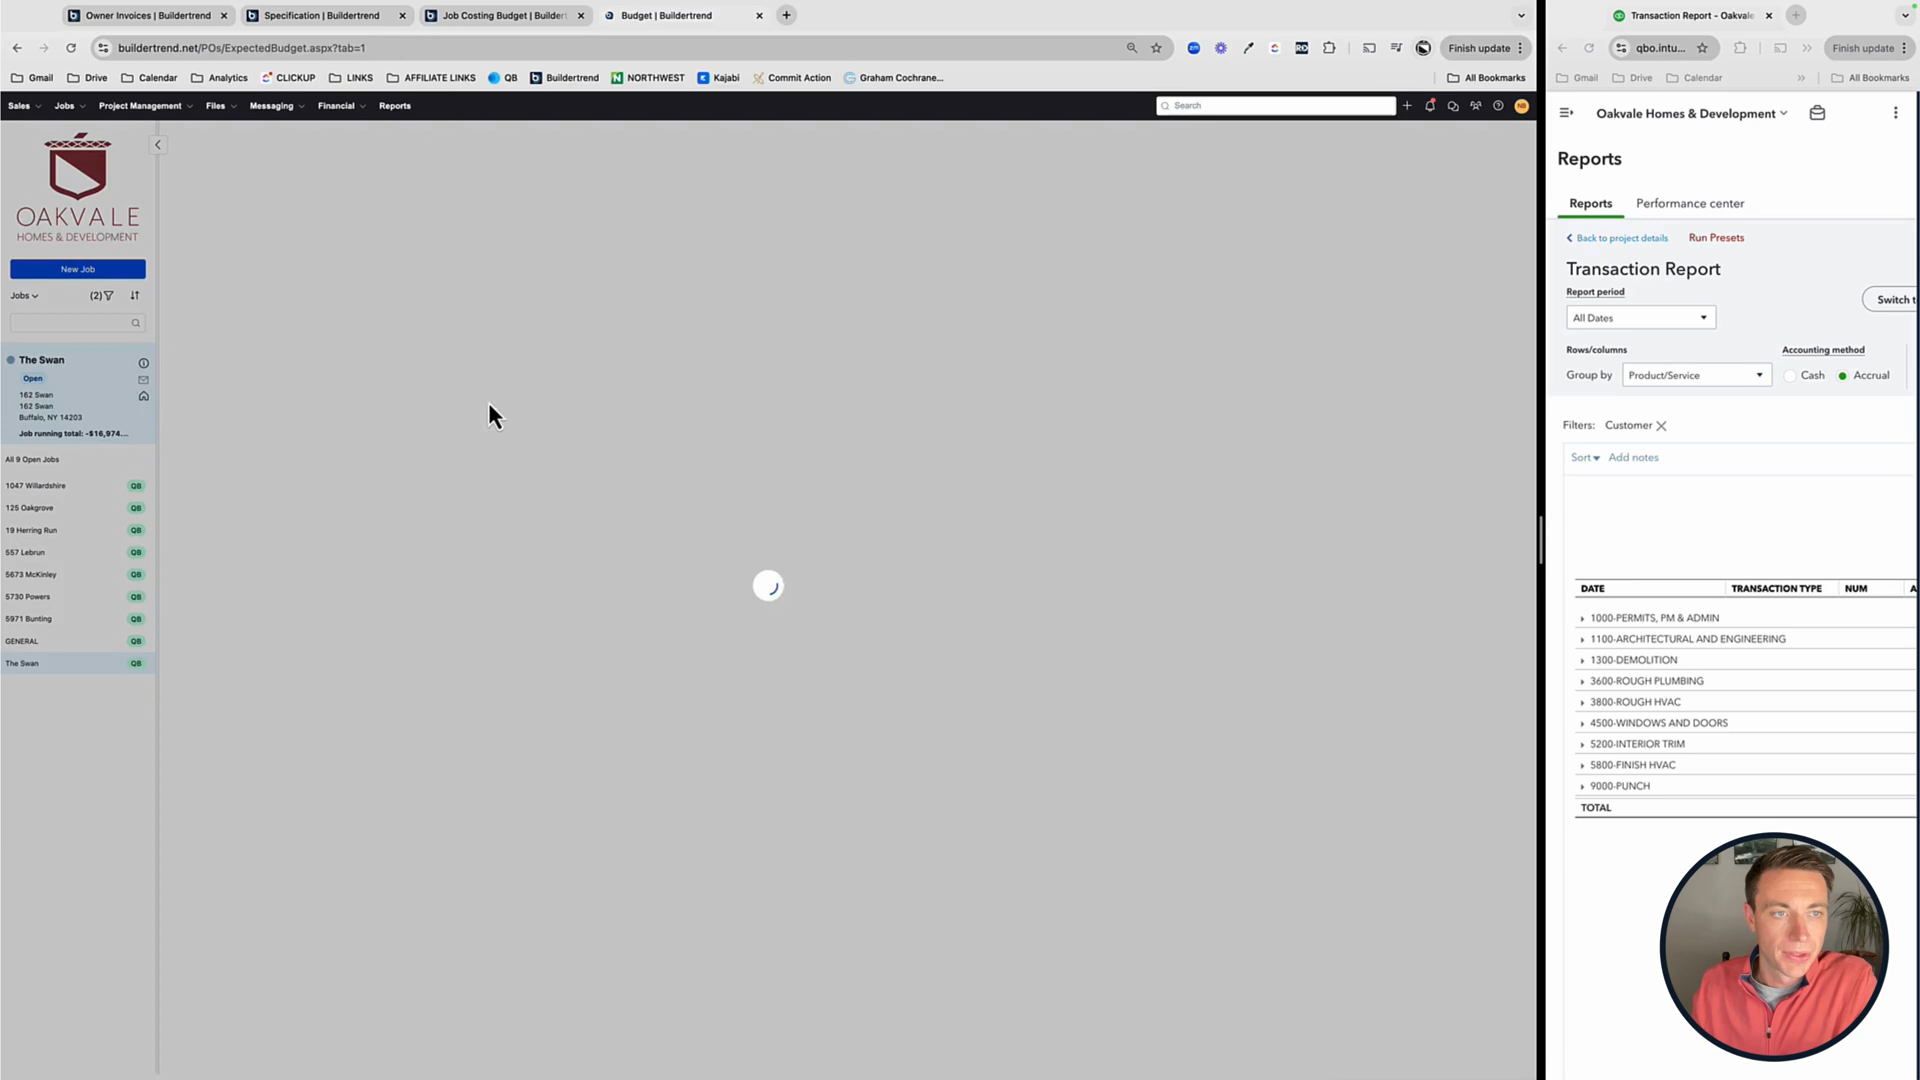 Owner Invoices | Buildertrend
Specification | Buildertrend
Job Costing Budget | Builder
Budget | Buildertrend
Transaction Report - Oakvale
buildertrend.net/POs/ExpectedBudget.aspx?tab=1
Finish update
qbo.intu...
Finish update
Gmail
Drive
Calendar
Analytics
CLICKUP
LINKS
AFFILIATE LINKS
QB
Buildertrend
NORTHWEST
Kajabi
Commit Action
Graham Cochrane...
All Bookmarks
Gmail
Drive
Calendar
All Bookmarks
Sales
Jobs
Project Management
Files
Messaging
Financial
Reports
Search
NB
OAKVALE
HOMES & DEVELOPMENT
New Job
Jobs
(2)
The Swan
Open
162 Swan
162 Swan
Buffalo, NY 14203
Job running total: -$16,974...
All 9 Open Jobs
1047 Willardshire QB
125 Oakgrove QB
19 Herring Run QB
557 Lebrun QB
5673 McKinley QB
5730 Powers QB
5971 Bunting QB
GENERAL QB
The Swan QB
Oakvale Homes & Development
Reports
Reports
Performance center
Back to project details
Run Presets
Transaction Report
Report period
Switch t
All Dates
Rows/columns
Accounting method
Group by
Product/Service
Cash
Accrual
Filters:
Customer
Sort
Add notes
DATE TRANSACTION TYPE NUM A
1000-PERMITS, PM & ADMIN
1100-ARCHITECTURAL AND ENGINEERING
1300-DEMOLITION
3600-ROUGH PLUMBING
3800-ROUGH HVAC
4500-WINDOWS AND DOORS
5200-INTERIOR TRIM
5800-FINISH HVAC
9000-PUNCH
TOTAL